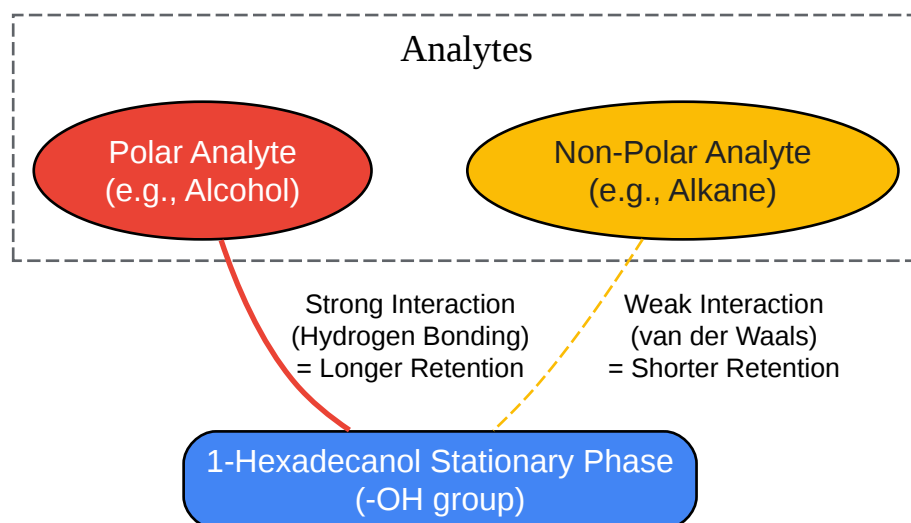 Analytes
Polar Analyte
(e.g., Alcohol)
Non-Polar Analyte
(e.g., Alkane)
Strong Interaction
(Hydrogen Bonding)
= Longer Retention
Weak Interaction
(van der Waals)
= Shorter Retention
1-Hexadecanol Stationary Phase
(-OH group)